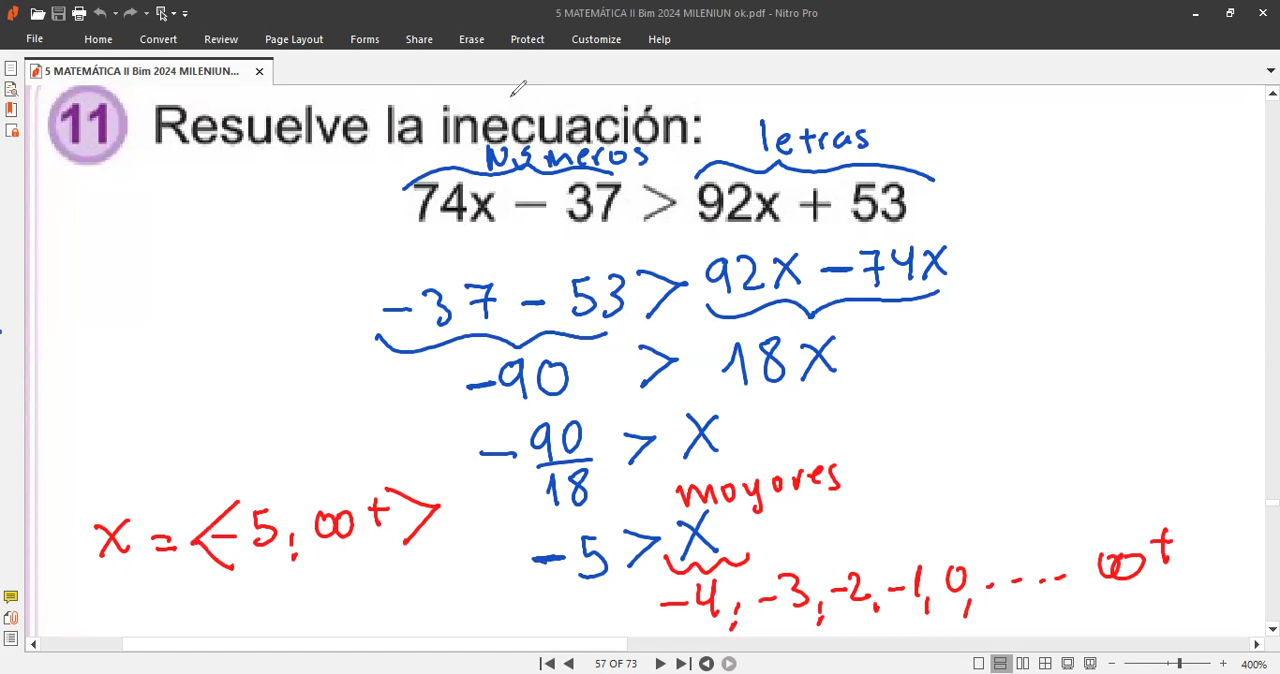 5 MATEMÁTICA II Bim 2024 MILENIUN ok.pdf - Nitro Pro
File Home Convert Review Page Layout Forms Share Erase Protect Customize Help
5 MATEMÁTICA II Bim 2024 MILENIUN... ×
11 Resuelve la inecuación:
Números letras
74x − 37 > 92x + 53
-37 - 53 > 92x - 74x
-90 > 18x
-90/18 > x
moyores
x = <-5; ∞+>
-5 > x
-4; -3; -2, -1, 0, ..... ∞+
57 OF 73
400%